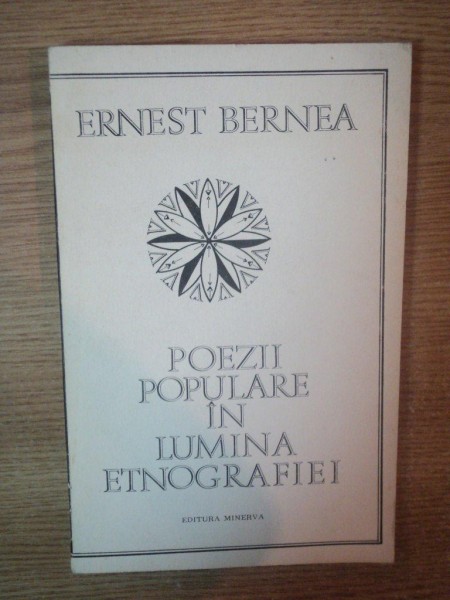 ERNEST BERNEA
POEZII
POPULARE
ÎN
LUMINA
ETNOGRAFIEI
EDITURA MINERVA